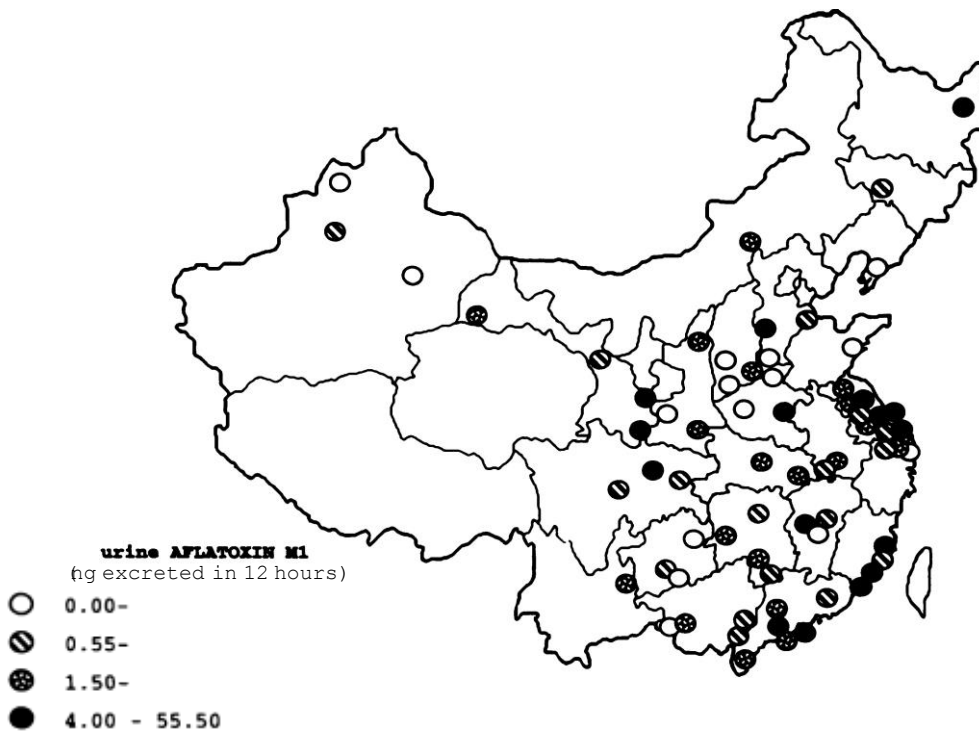 urine AFLATOXIN M1
(ng excreted in 12 hours)
0.00-
0.55-
1.50-
4.00 - 55.50